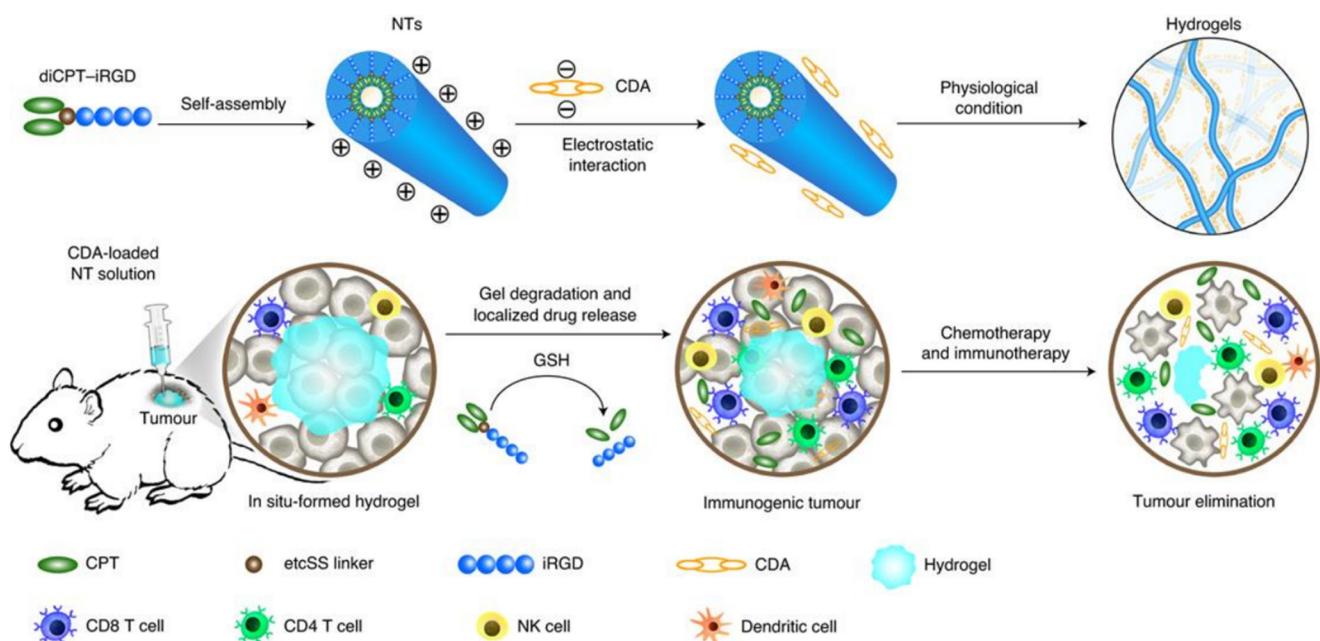 NTs
Hydrogels
diCPT–iRGD
Self-assembly
CDA
Electrostatic
interaction
Physiological
condition
CDA-loaded
NT solution
Tumour
Gel degradation and
localized drug release
GSH
Chemotherapy
and immunotherapy
In situ-formed hydrogel
Immunogenic tumour
Tumour elimination
CPT
etcSS linker
iRGD
CDA
Hydrogel
CD8 T cell
CD4 T cell
NK cell
Dendritic cell